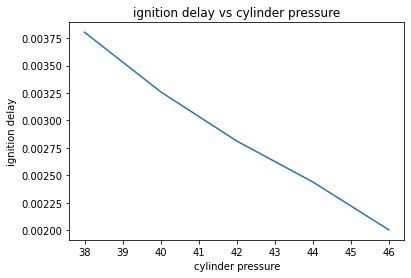 ignition delay vs cylinder pressure
0.00375
0.00350
0.00325
0.00300
0.00275
0.00250
0.00225
0.00200
ignition delay
38 39 40 41 42 43 44 45 46
cylinder pressure